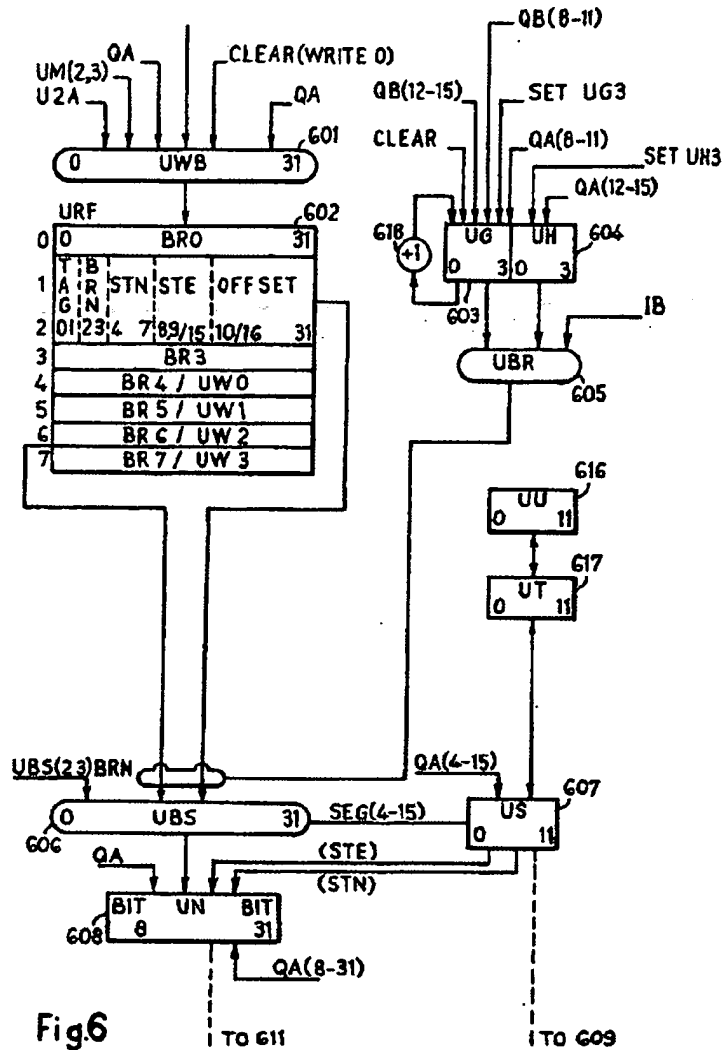 QB(8-11)
QA
CLEAR(WRITE 0)
UM(2,3)
U2A
QA
QB(12-15)
SET UG3
CLEAR
QA(8-11)
601
0 UWB 31
SET UH3
QA(12-15)
URF
602
0 0 BR0 31
618
+1
UG UH
0 3 0 3
604
603
1
TAG BRN STN STE OFFSET
2 01 23 4 7 8,9/15 10/16 31
IB
UBR
605
3 BR3
4 BR4 / UW0
5 BR5 / UW1
6 BR6 / UW2
7 BR7 / UW3
616
UU
0 11
617
UT
0 11
UBS(23)BRN
QA(4-15)
607
0 UBS 31
606
SEG(4-15)
US
0 11
QA
(STE)
(STN)
BIT UN BIT
8 31
608
QA(8-31)
Fig.6
TO 611
TO 609